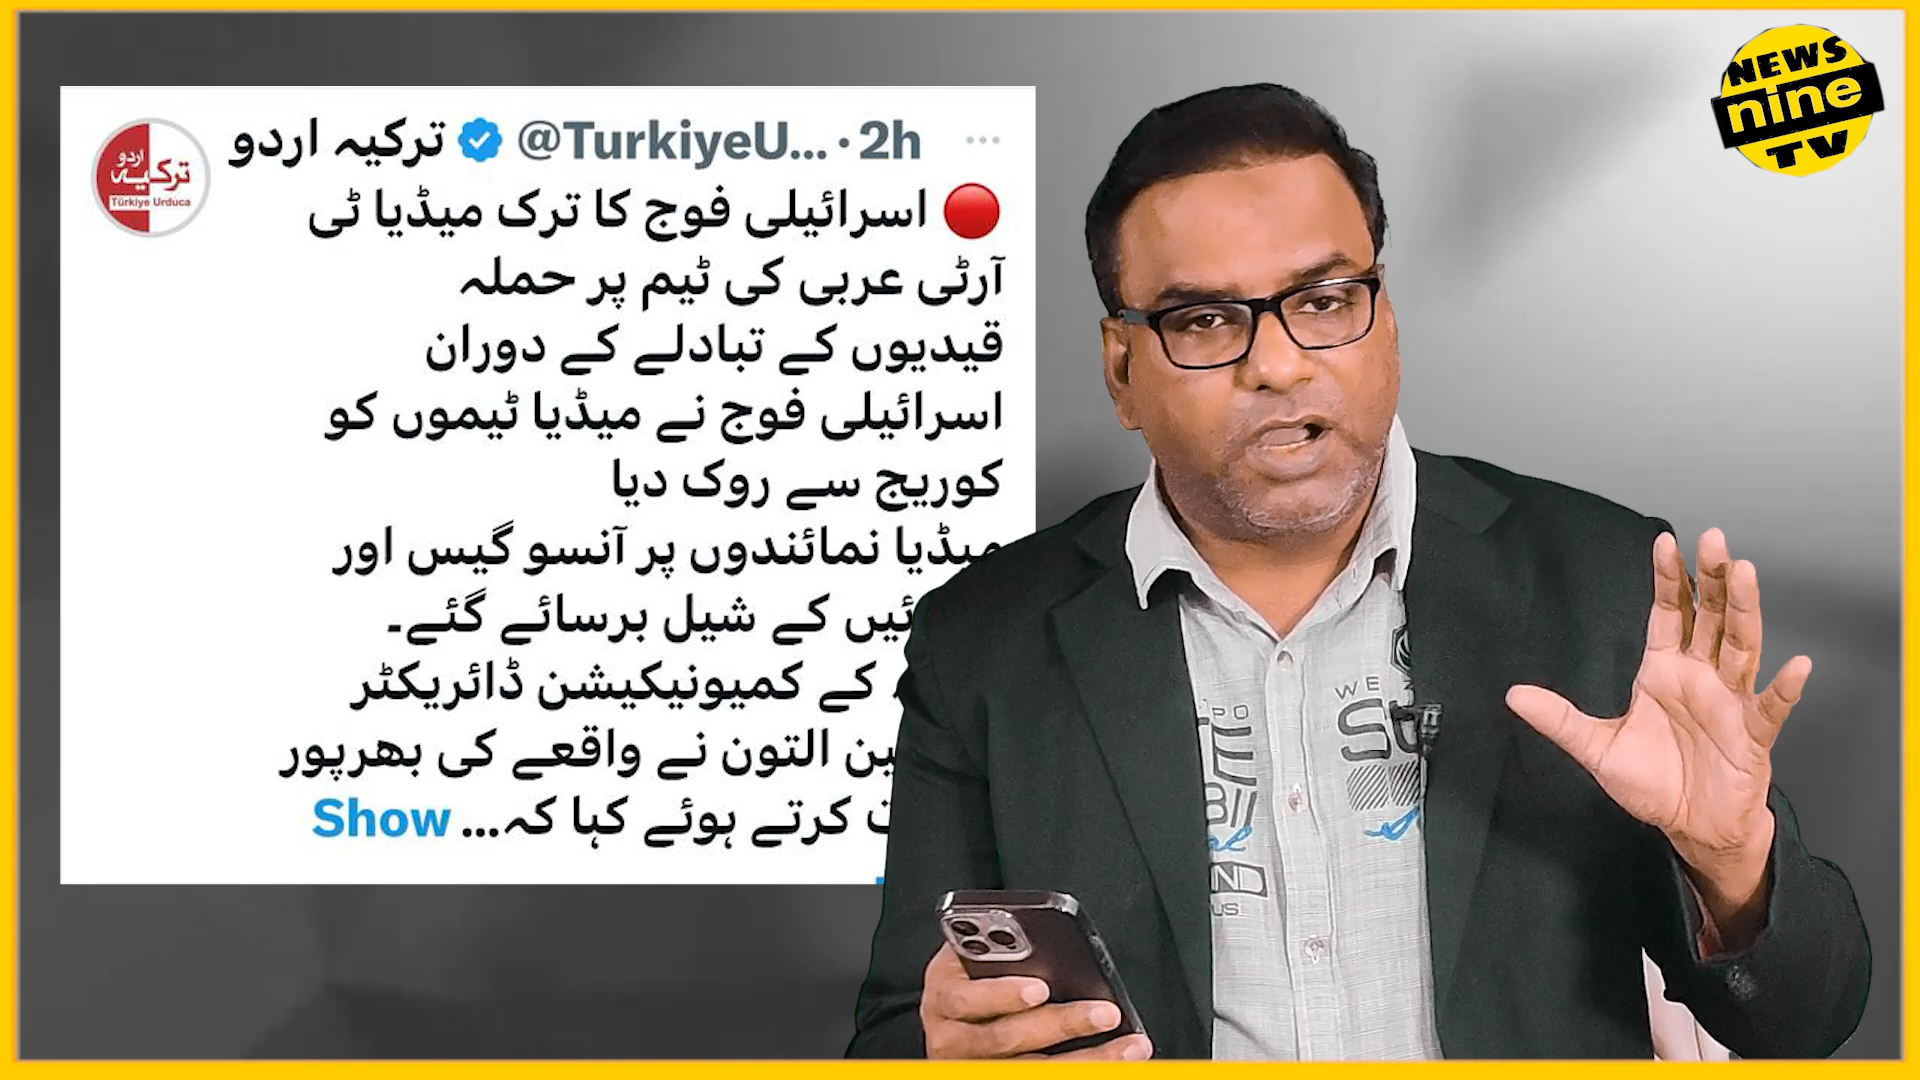 ترکیہ اردو @TurkiyeU... · 2h
🔴 اسرائیلی فوج کا ترک میڈیا ٹی
آرٹی عربی کی ٹیم پر حملہ
قیدیوں کے تبادلے کے دوران
اسرائیلی فوج نے میڈیا ٹیموں کو
کوریج سے روک دیا
میڈیا نمائندوں پر آنسو گیس اور
کے شیل برسائے گئے۔
کے کمیونیکیشن ڈائریکٹر
التون نے واقعے کی بھرپور
کرتے ہوئے کہا کہ... Show
اردو
ترکیہ
Türkiye Urduca
NEWS
nine
TV
WE